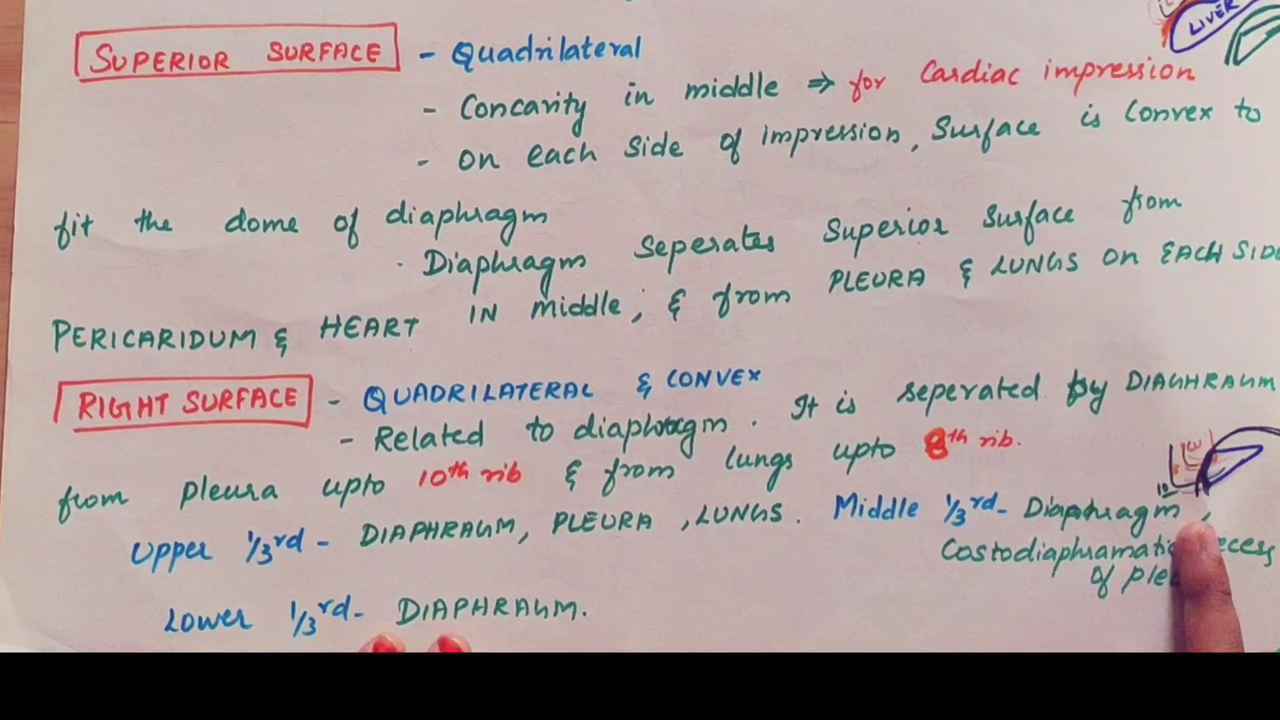 LIVER
SUPERIOR SURFACE - Quadrilateral
- Concavity in middle ⇒ for Cardiac impression
- on each side of impression, Surface is convex to
fit the dome of diaphragm
. Diaphragm seperates Superior Surface from
PERICARIDUM & HEART IN middle; & from PLEURA & LUNGS ON EACH SIDE
RIGHT SURFACE - QUADRILATERAL & CONVEX
- Related to diaphragm. It is seperated by DIAGHRAGM
from pleura upto 10th rib & from lungs upto 8th rib.
Upper 1/3rd - DIAPHRAGM, PLEURA, LUNGS. Middle 1/3rd - Diaphragm,
of
Lower 1/3rd - DIAPHRAGM.